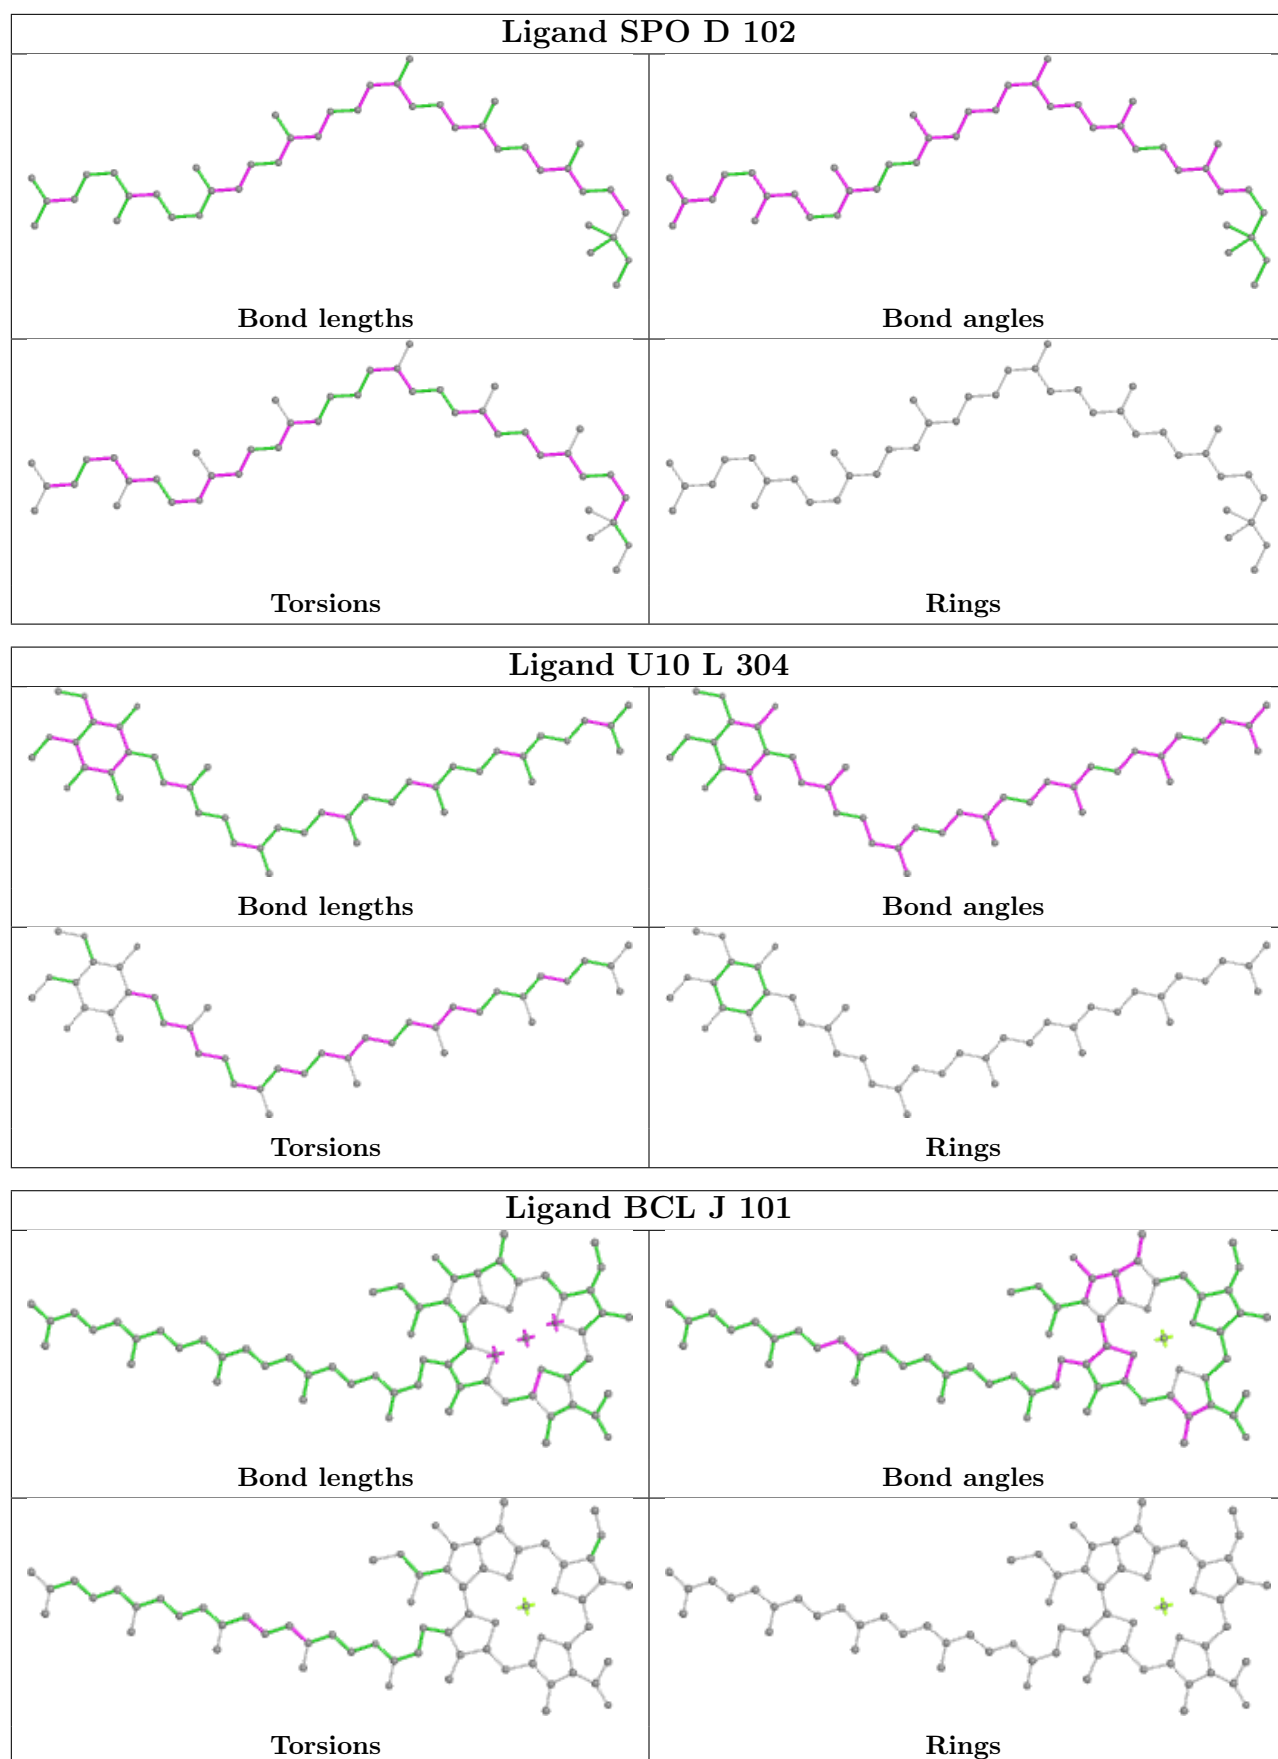 Ligand SPO D 102
Bond lengths
Bond angles
Torsions
Rings
Ligand U10 L 304
Bond lengths
Bond angles
Torsions
Rings
Ligand BCL J 101
Bond lengths
Bond angles
Torsions
Rings